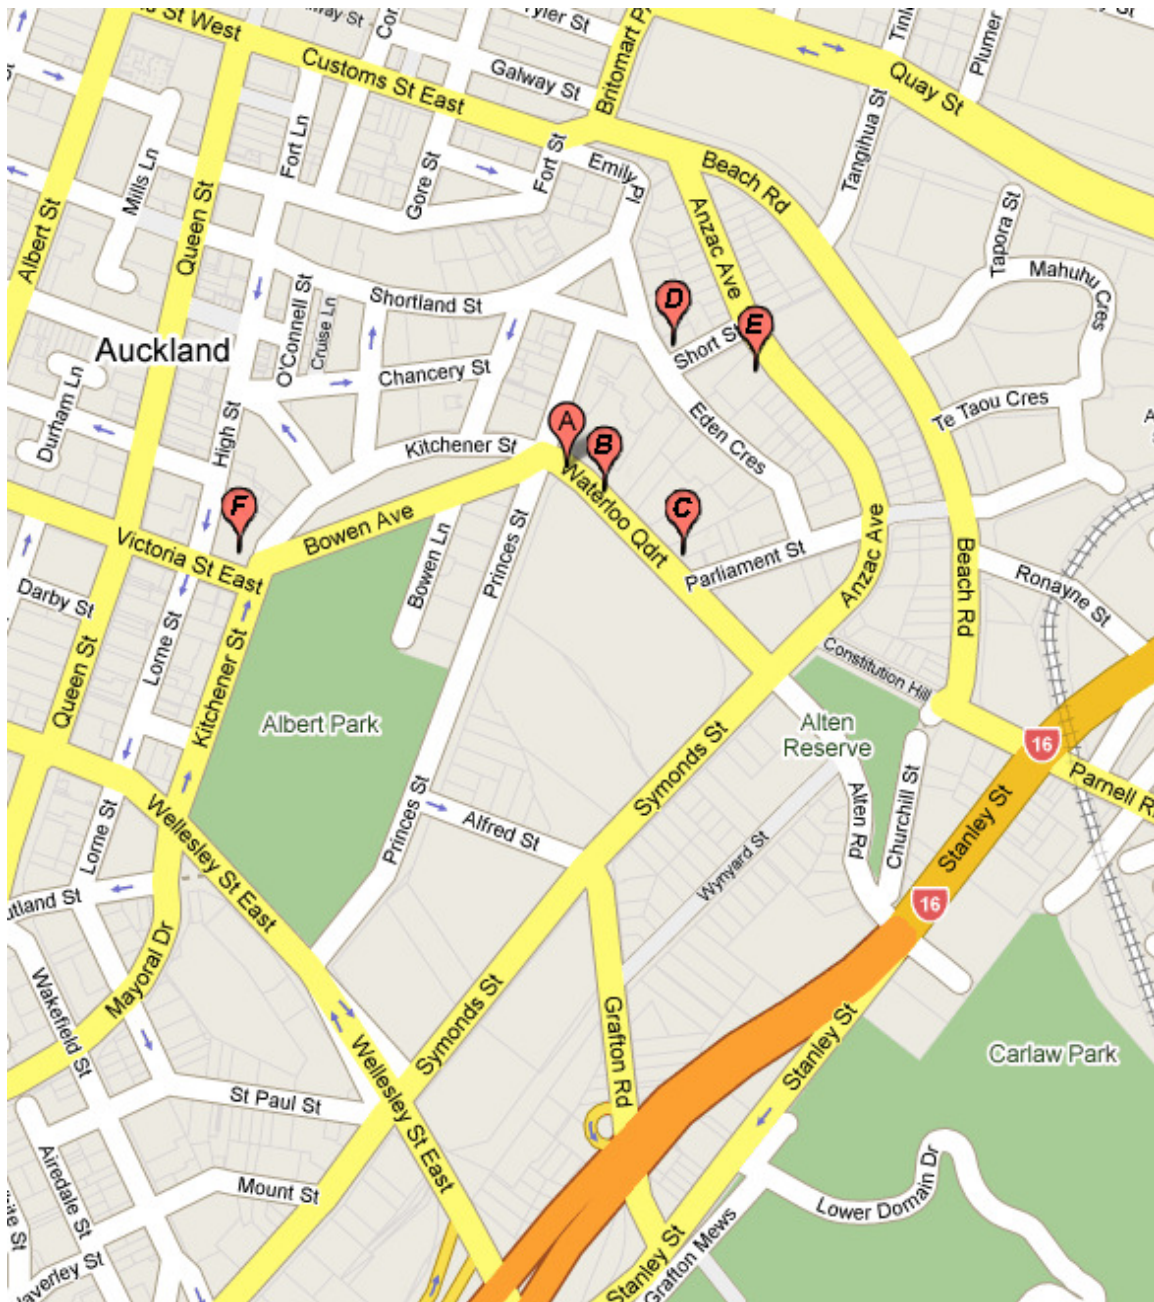 St West
Tyler St
Britomart Pl
Customs St East
Galway St
Quay St
Plumer
Fort Ln
Mills Ln
Albert St
Queen St
Gore St
Fort St
Emily Pl
Beach Rd
Tangihua St
Anzac Ave
Tapora St
Mahuhu Cres
O'Connell St
Cruise Ln
Shortland St
D
E
Short St
Auckland
Chancery St
Durham Ln
High St
Te Taou Cres
Eden Cres
Kitchener St
A
B
Waterloo Qdrt
C
F
Bowen Ave
Victoria St East
Bowen Ln
Princes St
Parliament St
Anzac Ave
Beach Rd
Ronayne St
Darby St
Lorne St
Queen St
Kitchener St
Constitution Hill
Albert Park
Alten
Reserve
16
Symonds St
Parnell R
Wellesley St East
Princes St
Alfred St
Lorne St
Alten Rd
Churchill St
Stanley St
Wynyard St
16
utland St
Mayoral Dr
Wakefield St
Symonds St
Grafton Rd
Stanley St
Carlaw Park
Wellesley St East
St Paul St
Airedale St
Mount St
Lower Domain Dr
Grafton Mews
Stanley St
averley St